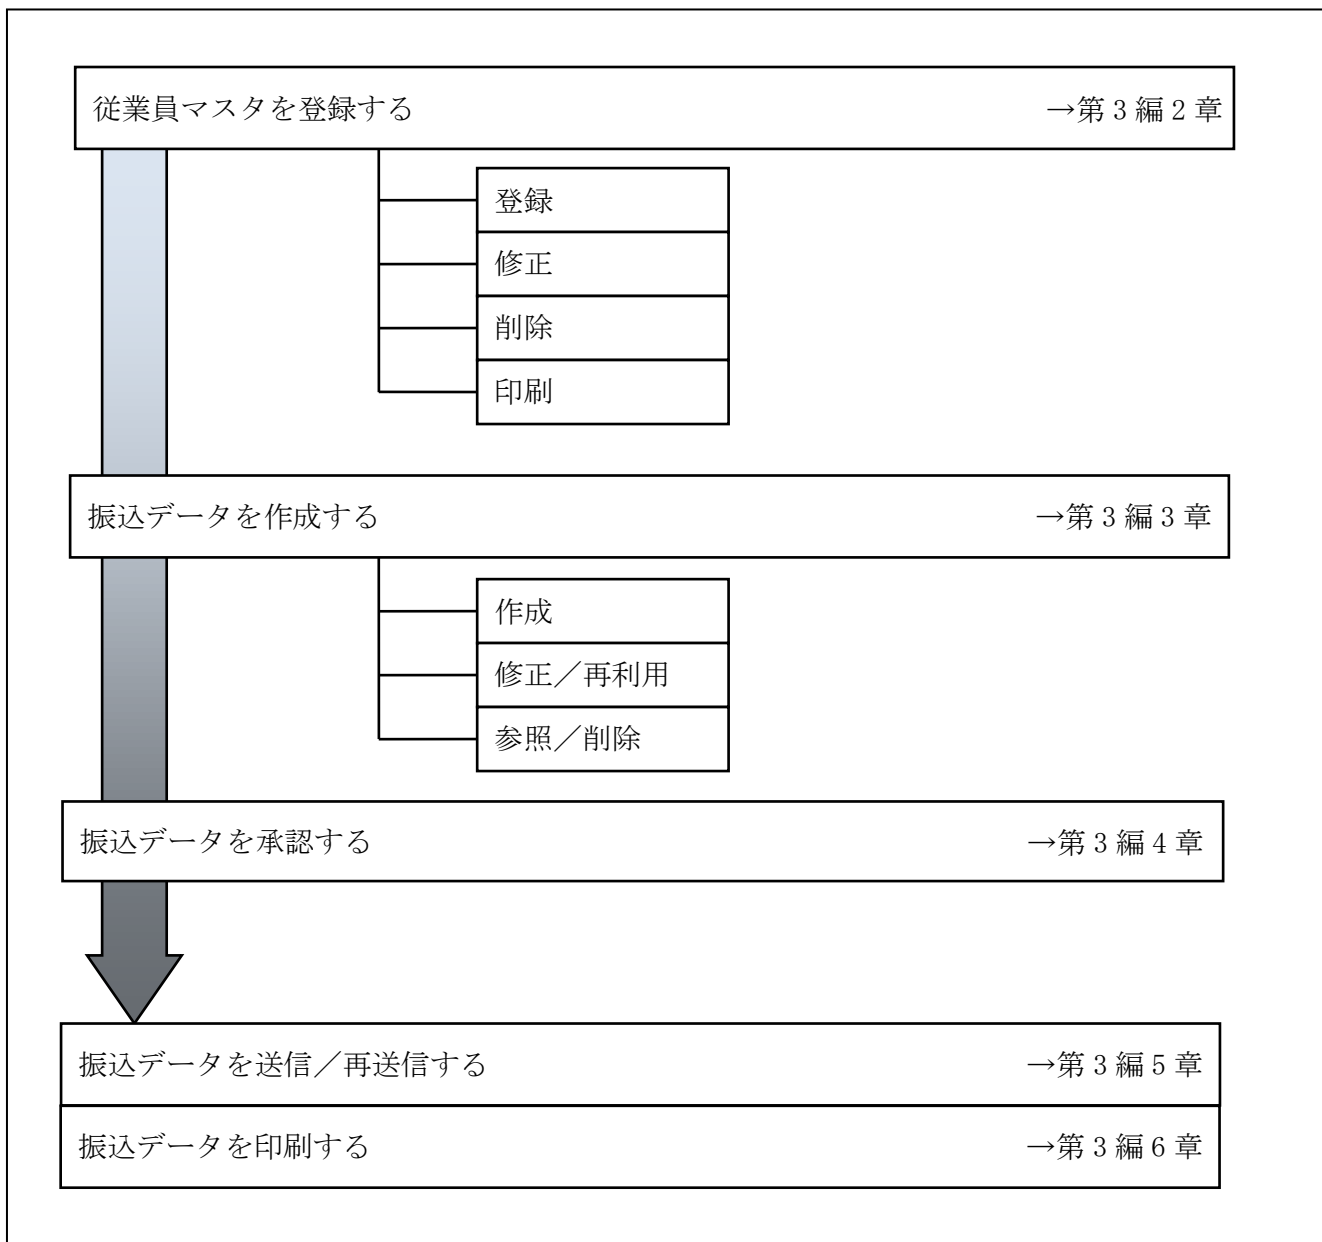 従業員マスタを登録する →第3編2章
登録
修正
削除
印刷
振込データを作成する →第3編3章
作成
修正／再利用
参照／削除
振込データを承認する →第3編4章
振込データを送信／再送信する →第3編5章
振込データを印刷する →第3編6章